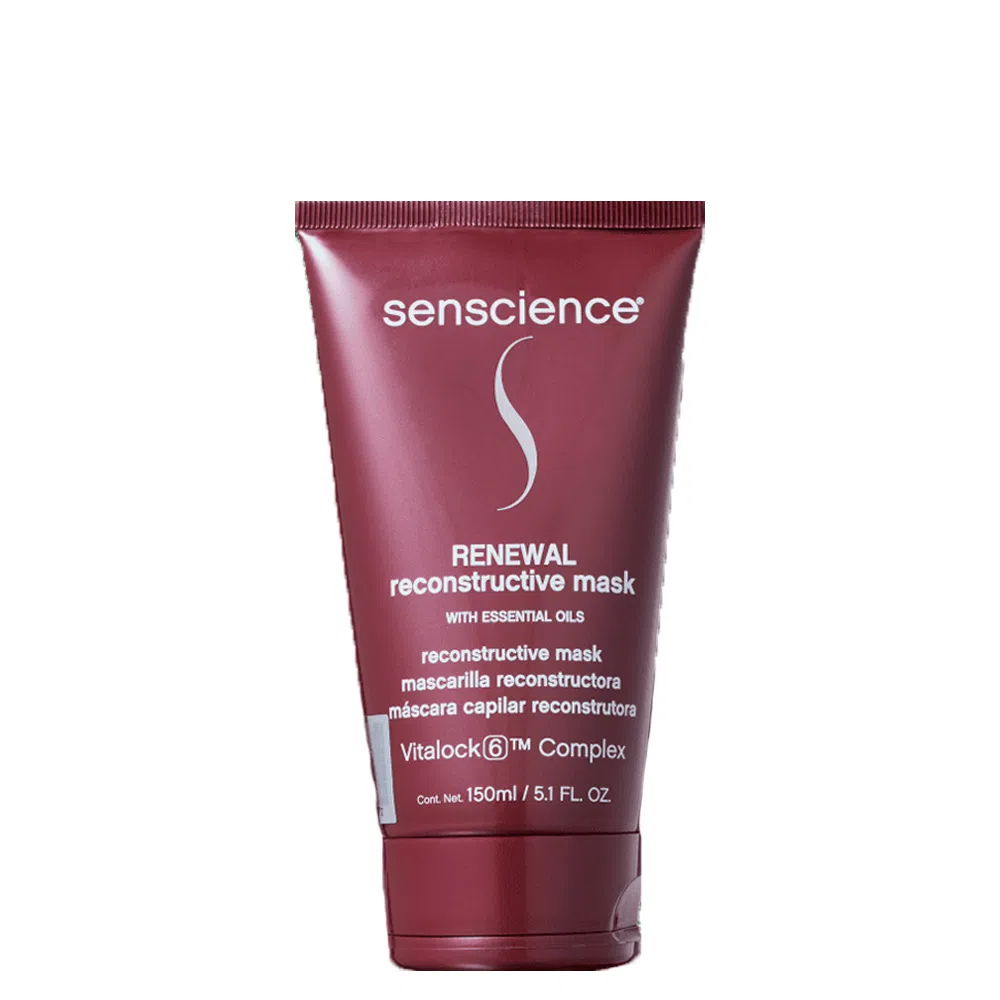 senscience®
RENEWAL
reconstructive mask
WITH ESSENTIAL OILS
reconstructive mask
mascarilla reconstructora
máscara capilar reconstrutora
Vitalock6™ Complex
Cont. Net. 150ml / 5.1 FL. OZ.